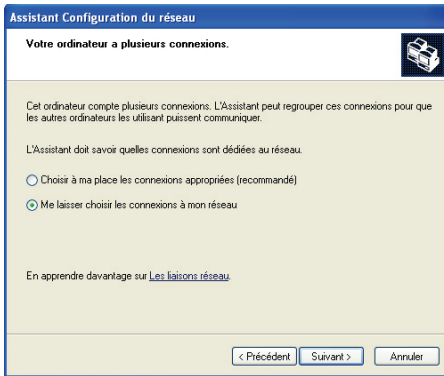 Assistant Configuration du réseau
Votre ordinateur a plusieurs connexions.
Cet ordinateur compte plusieurs connexions. L'Assistant peut regrouper ces connexions pour que
les autres ordinateurs les utilisant puissent communiquer.
L'Assistant doit savoir quelles connexions sont dédiées au réseau.
Choisir à ma place les connexions appropriées (recommandé)
Me laisser choisir les connexions à mon réseau
En apprendre davantage sur Les liaisons réseau.
< Précédent Suivant > Annuler